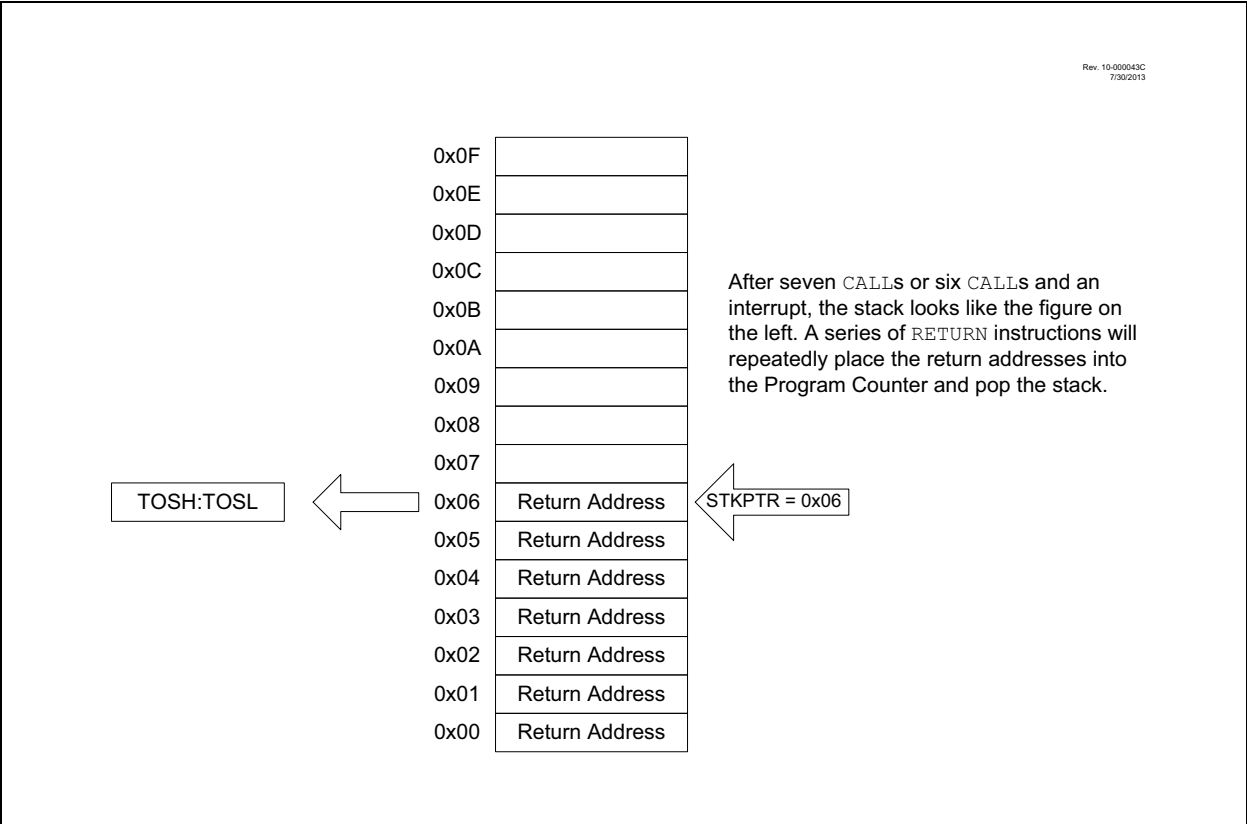 Rev. 10-000043C
7/30/2013
0x0F
0x0E
0x0D
0x0C
0x0B
0x0A
0x09
0x08
0x07
After seven CALLs or six CALLs and an
interrupt, the stack looks like the figure on
the left. A series of RETURN instructions will
repeatedly place the return addresses into
the Program Counter and pop the stack.
TOSH:TOSL 0x06 Return Address STKPTR = 0x06
0x05 Return Address
0x04 Return Address
0x03 Return Address
0x02 Return Address
0x01 Return Address
0x00 Return Address